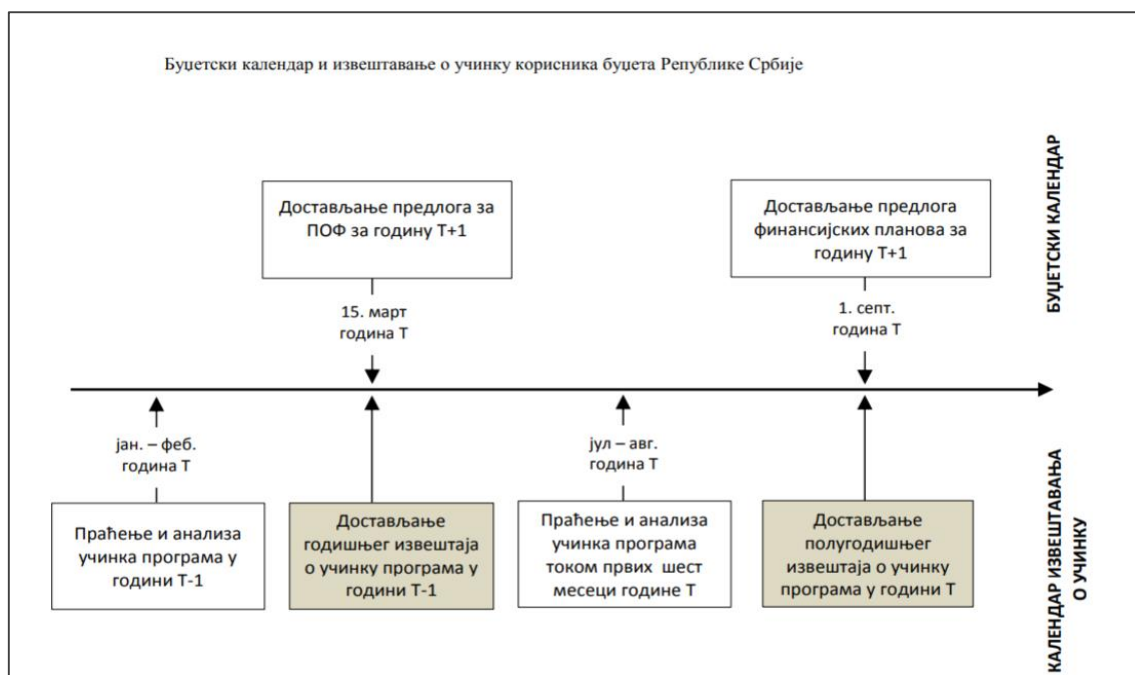 Буџетски календар и извештавање о учинку корисника буџета Републике Србије
Достављање предлога за
ПОФ за годину Т+1
Достављање предлога
финансијских планова за
годину Т+1
БУЏЕТСКИ КАЛЕНДАР
15. март
година Т
1. септ.
година Т
јан. – феб.
година Т
јул – авг.
година Т
Праћење и анализа
учинка програма у
години Т-1
Достављање
годишњег извештаја
о учинку програма у
години Т-1
Праћење и анализа
учинка програма
током првих шест
месеци године Т
Достављање
полугодишњег
извештаја о учинку
програма у години Т
КАЛЕНДАР ИЗВЕШТАВАЊА
О УЧИНКУ